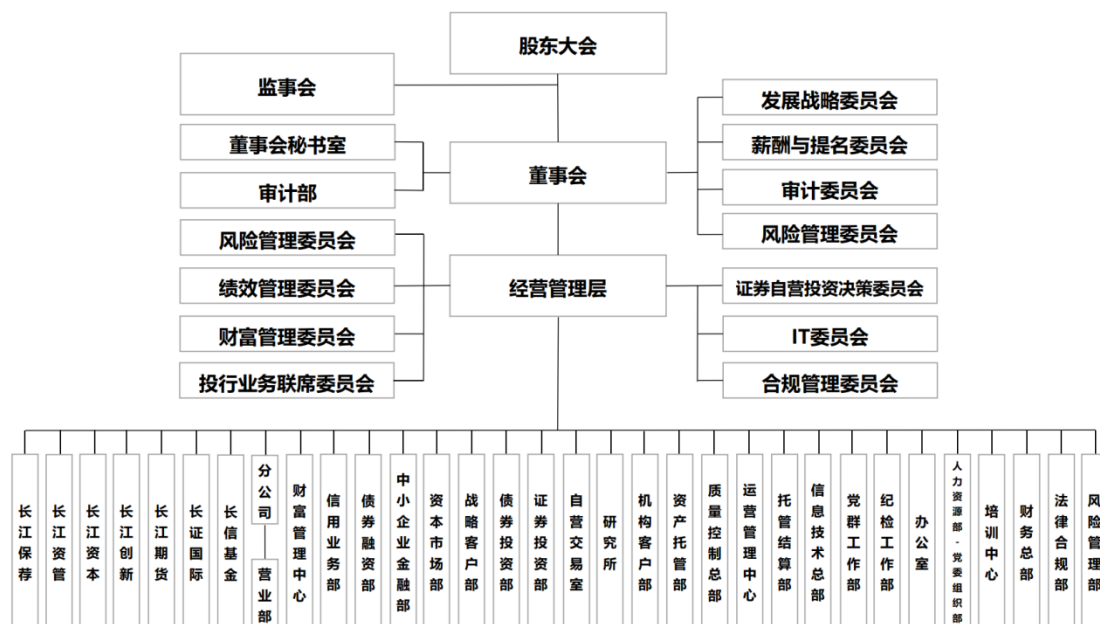 股东大会
监事会
董事会秘书室
审计部
董事会
发展战略委员会
薪酬与提名委员会
审计委员会
风险管理委员会
风险管理委员会
绩效管理委员会
财富管理委员会
投行业务联席委员会
经营管理层
证券自营投资决策委员会
IT委员会
合规管理委员会
长江保荐
长江资管
长江资本
长江创新
长江期货
长证国际
长信基金
分公司
营业部
财富管理中心
信用业务部
债券融资部
中小企业金融部
资本市场部
战略客户部
债券投资部
证券投资部
自营交易室
研究所
机构客户部
资产托管部
质量控制总部
运营管理中心
托管结算部
信息技术总部
党群工作部
纪检工作部
办公室
人力资源部-党委组织部
培训中心
财务总部
法律合规部
风险管理部